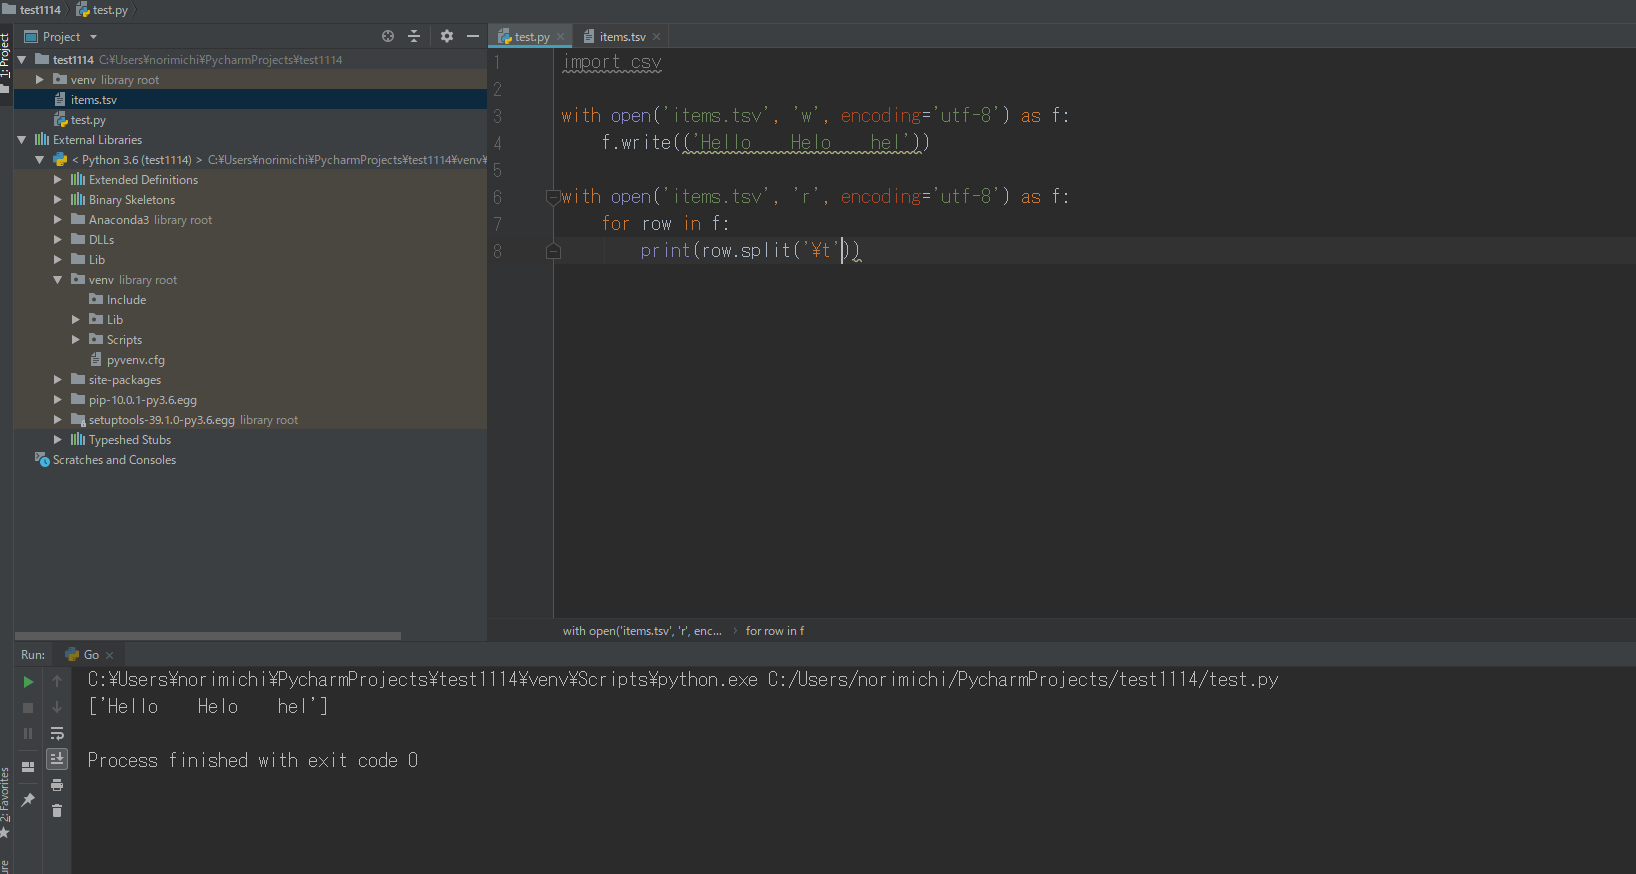 test1114 test.py
Project
test.py
items.tsv
1: Project
test1114 C:¥Users¥norimichi¥PycharmProjects¥test1114
venv library root
items.tsv
test.py
External Libraries
< Python 3.6 (test1114) > C:¥Users¥norimichi¥PycharmProjects¥test1114¥venv¥
Extended Definitions
Binary Skeletons
Anaconda3 library root
DLLs
Lib
venv library root
Include
Lib
Scripts
pyvenv.cfg
site-packages
pip-10.0.1-py3.6.egg
setuptools-39.1.0-py3.6.egg library root
Typeshed Stubs
Scratches and Consoles
1 import csv
2
3 with open('items.tsv', 'w', encoding='utf-8') as f:
4     f.write(('Hello    Helo    hel'))
5
6 with open('items.tsv', 'r', encoding='utf-8') as f:
7     for row in f:
8         print(row.split('¥t'))
with open('items.tsv', 'r', enc... › for row in f
Run: Go
C:¥Users¥norimichi¥PycharmProjects¥test1114¥venv¥Scripts¥python.exe C:/Users/norimichi/PycharmProjects/test1114/test.py
['Hello    Helo    hel']
Process finished with exit code 0
2: Favorites